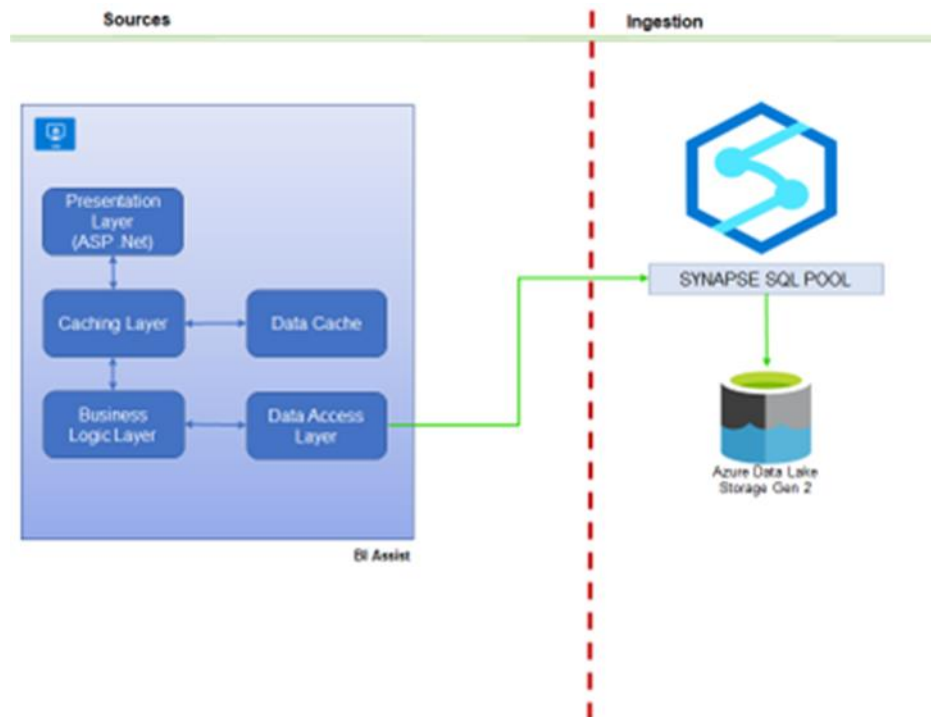 Sources
Ingestion
Presentation
Layer
(ASP .Net)
Caching Layer
Data Cache
Business
Logic Layer
Data Access
Layer
BI Assist
SYNAPSE SQL POOL
Azure Data Lake
Storage Gen 2